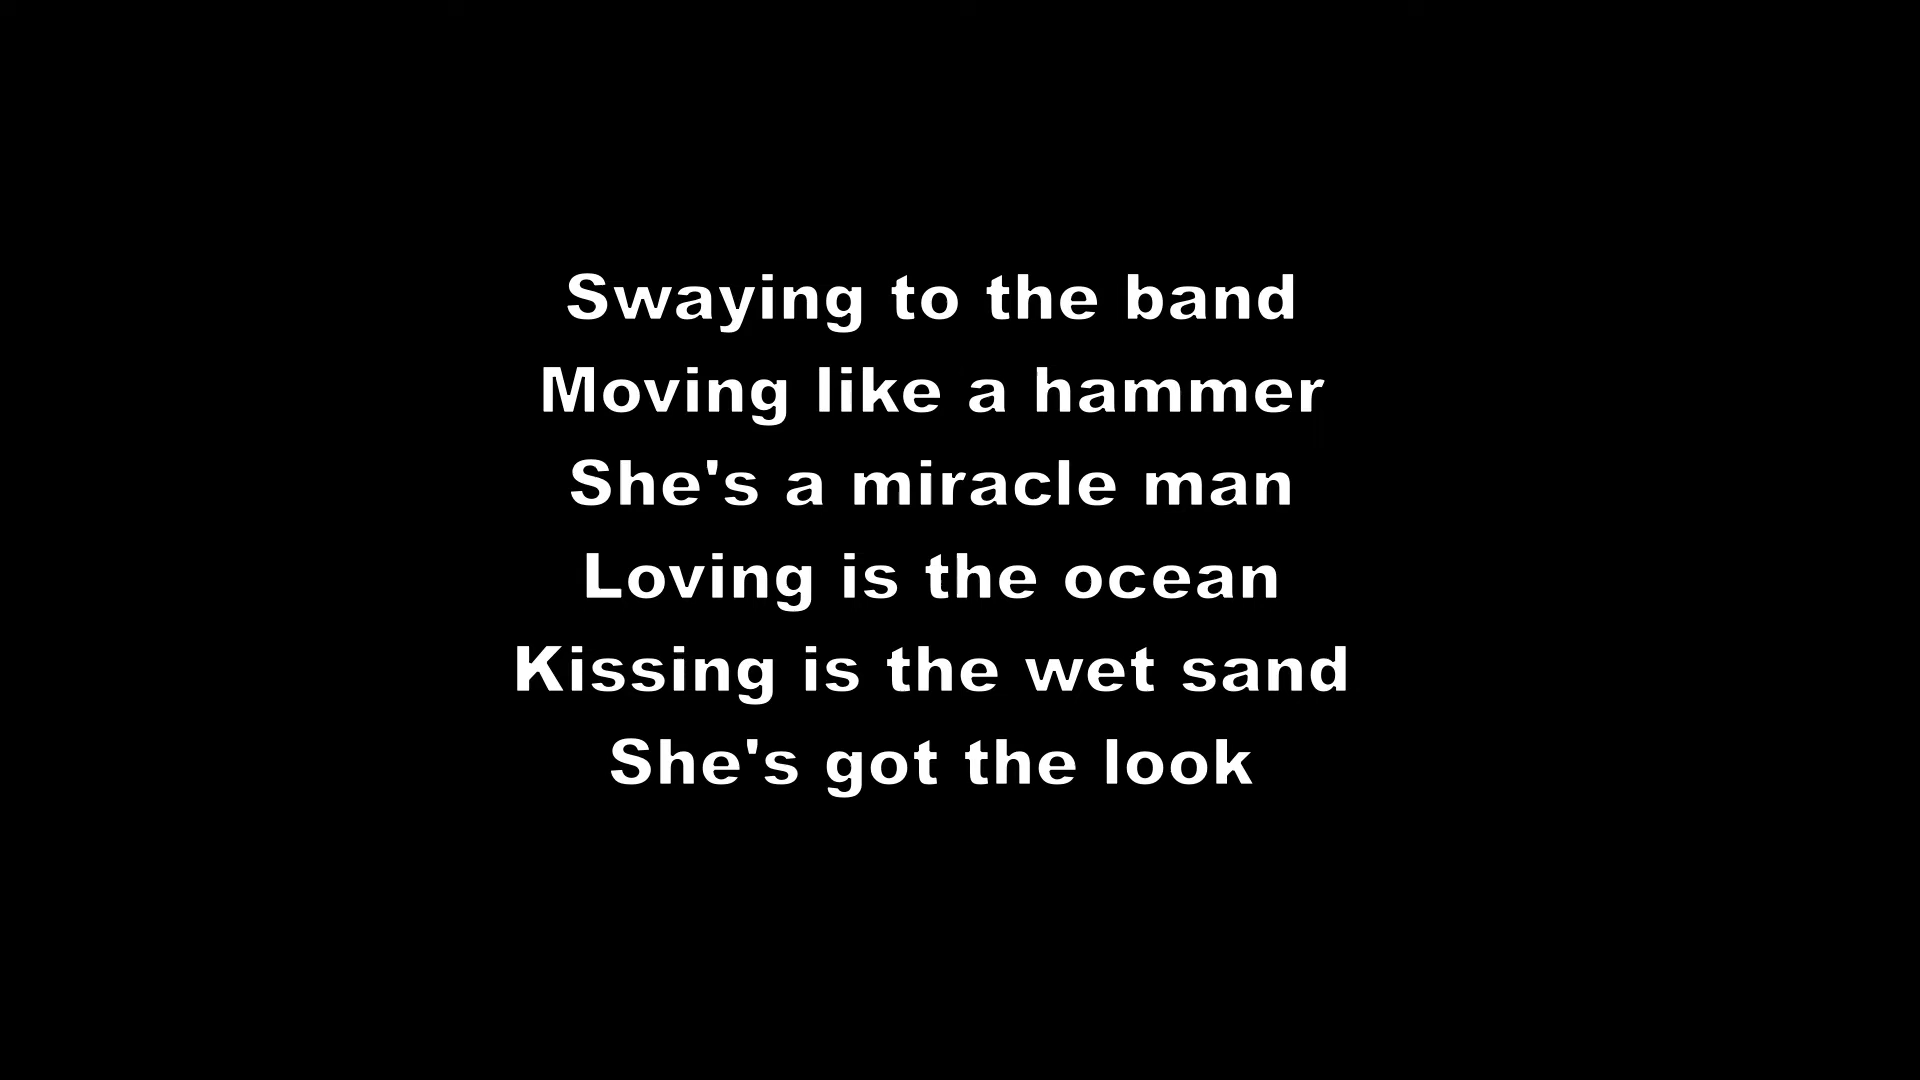 Swaying to the band
Moving like a hammer
She's a miracle man
Loving is the ocean
Kissing is the wet sand
She's got the look